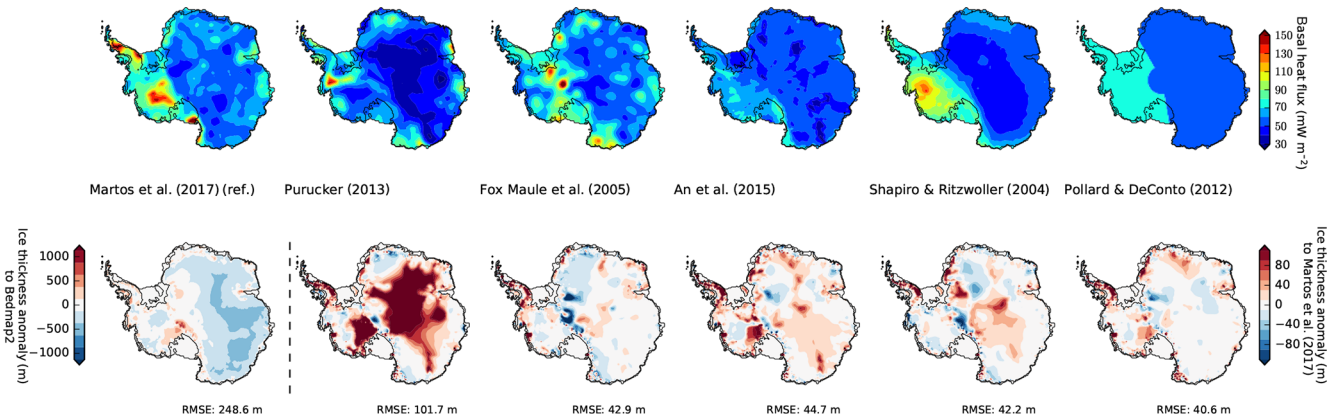 150
130
110
90
70
50
30
Basal heat flux (mW m⁻²)
Martos et al. (2017) (ref.)
Purucker (2013)
Fox Maule et al. (2005)
An et al. (2015)
Shapiro & Ritzwoller (2004)
Pollard & DeConto (2012)
Ice thickness anomaly (m)
to Bedmap2
1000
500
0
−500
−1000
80
40
0
−40
−80
Ice thickness anomaly (m)
to Martos et al. (2017)
RMSE: 248.6 m
RMSE: 101.7 m
RMSE: 42.9 m
RMSE: 44.7 m
RMSE: 42.2 m
RMSE: 40.6 m